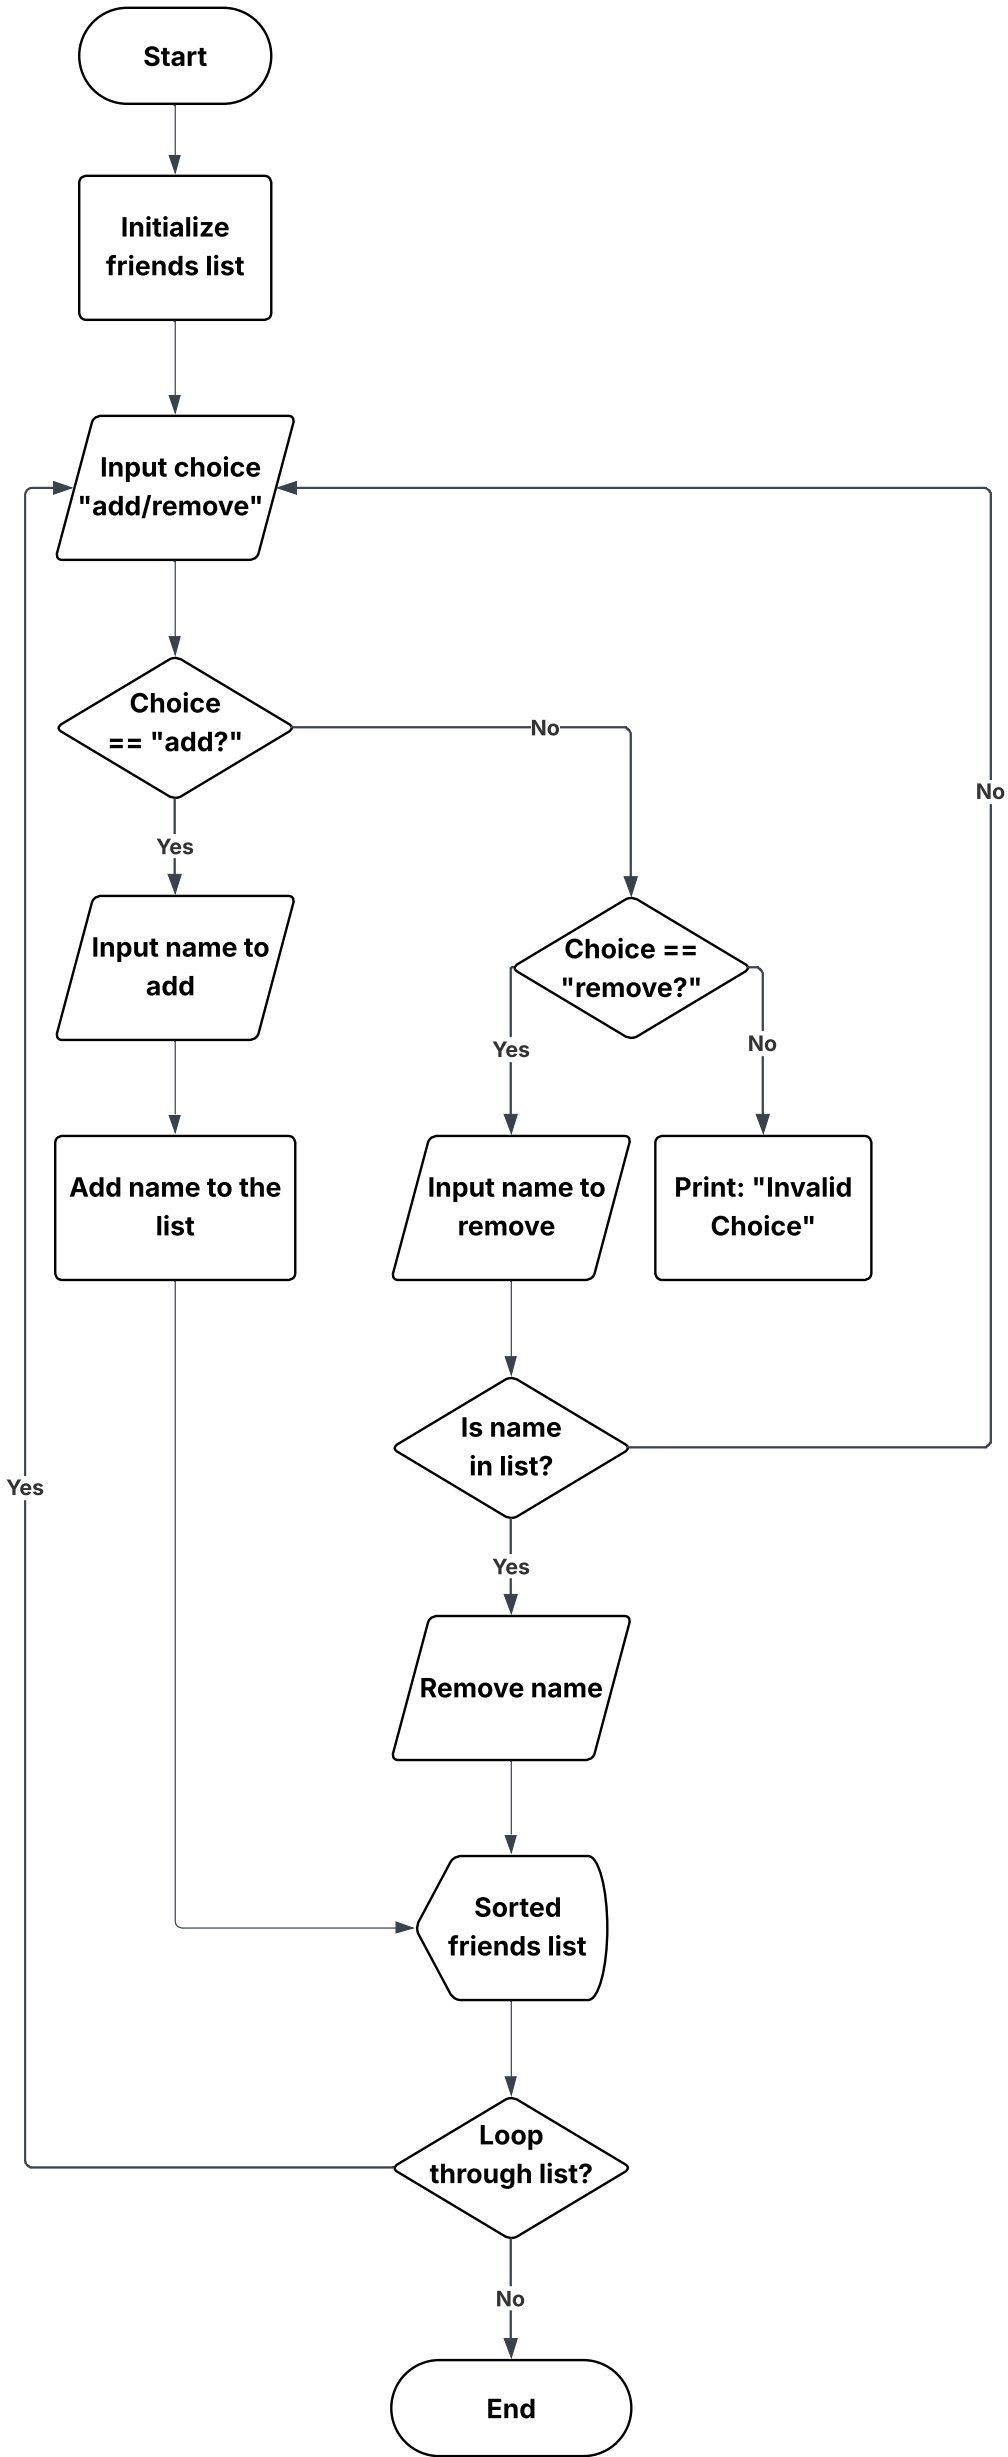 Start
Initialize
friends list
Input choice
"add/remove"
Choice
== "add?"
No
No
Yes
Input name to
add
Choice ==
"remove?"
Yes
No
Add name to the
list
Input name to
remove
Print: "Invalid
Choice"
Is name
in list?
Yes
Yes
Remove name
Sorted
friends list
Loop
through list?
No
End